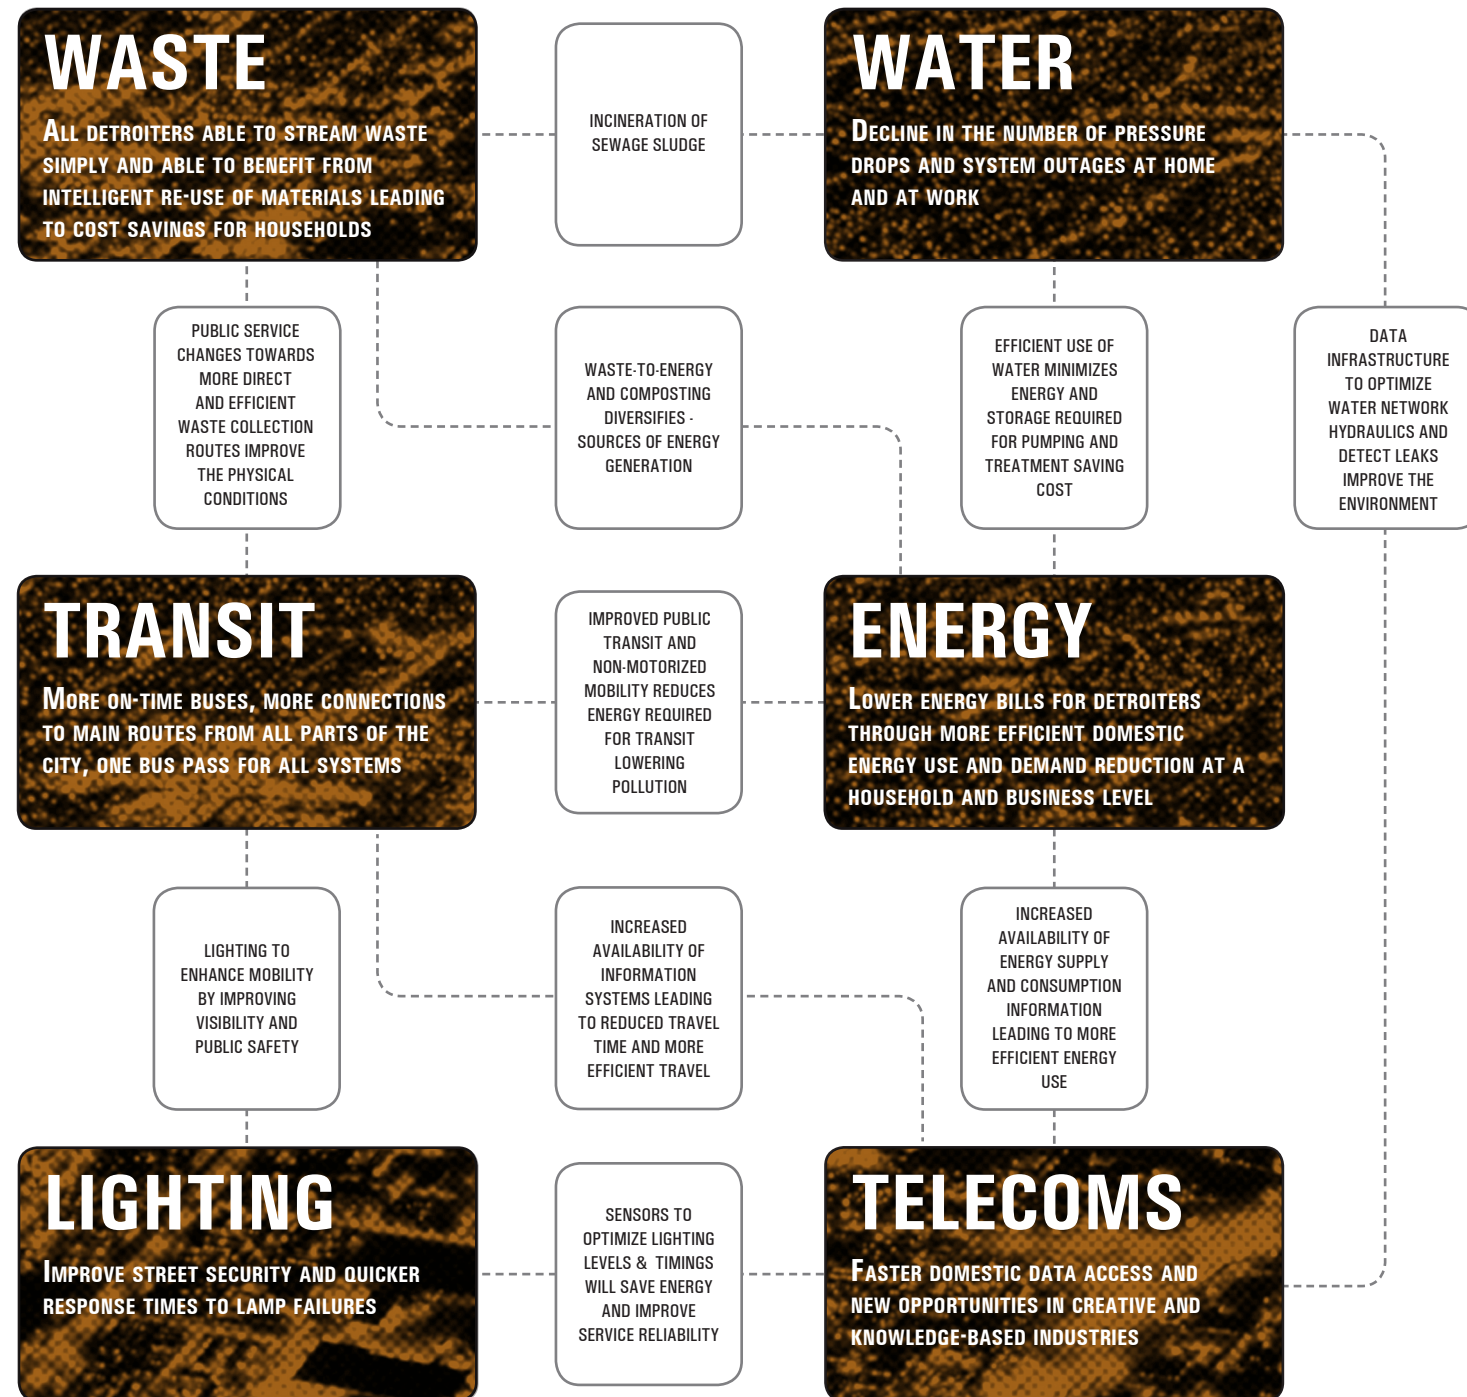 WASTE
All detroiters able to stream waste
simply and able to benefit from
intelligent re-use of materials leading
to cost savings for households
INCINERATION OF
SEWAGE SLUDGE
WATER
Decline in the number of pressure
drops and system outages at home
and at work
PUBLIC SERVICE
CHANGES TOWARDS
MORE DIRECT
AND EFFICIENT
WASTE COLLECTION
ROUTES IMPROVE
THE PHYSICAL
CONDITIONS
WASTE-TO-ENERGY
AND COMPOSTING
DIVERSIFIES -
SOURCES OF ENERGY
GENERATION
EFFICIENT USE OF
WATER MINIMIZES
ENERGY AND
STORAGE REQUIRED
FOR PUMPING AND
TREATMENT SAVING
COST
DATA
INFRASTRUCTURE
TO OPTIMIZE
WATER NETWORK
HYDRAULICS AND
DETECT LEAKS
IMPROVE THE
ENVIRONMENT
TRANSIT
More on-time buses, more connections
to main routes from all parts of the
city, one bus pass for all systems
IMPROVED PUBLIC
TRANSIT AND
NON-MOTORIZED
MOBILITY REDUCES
ENERGY REQUIRED
FOR TRANSIT
LOWERING
POLLUTION
ENERGY
Lower energy bills for detroiters
through more efficient domestic
energy use and demand reduction at a
household and business level
LIGHTING TO
ENHANCE MOBILITY
BY IMPROVING
VISIBILITY AND
PUBLIC SAFETY
INCREASED
AVAILABILITY OF
INFORMATION
SYSTEMS LEADING
TO REDUCED TRAVEL
TIME AND MORE
EFFICIENT TRAVEL
INCREASED
AVAILABILITY OF
ENERGY SUPPLY
AND CONSUMPTION
INFORMATION
LEADING TO MORE
EFFICIENT ENERGY
USE
LIGHTING
Improve street security and quicker
response times to lamp failures
SENSORS TO
OPTIMIZE LIGHTING
LEVELS & TIMINGS
WILL SAVE ENERGY
AND IMPROVE
SERVICE RELIABILITY
TELECOMS
Faster domestic data access and
new opportunities in creative and
knowledge-based industries